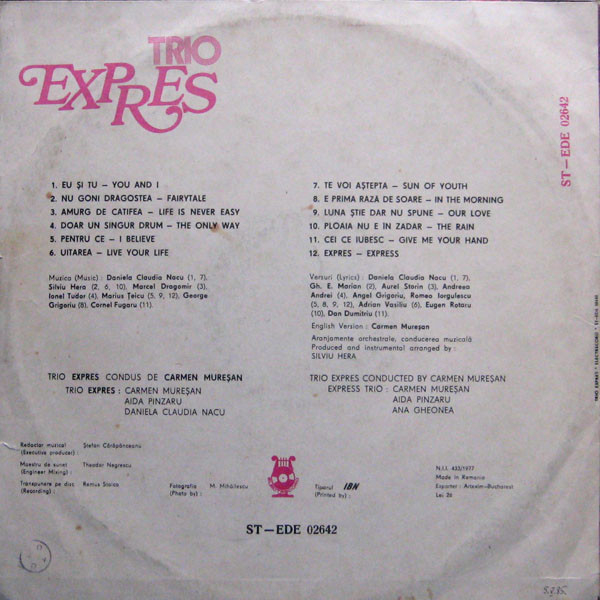 TRIO
EXPRES
ST—EDE 02642
1. EU ȘI TU – YOU AND I
2. NU GONI DRAGOSTEA – FAIRYTALE
3. AMURG DE CATIFEA – LIFE IS NEVER EASY
4. DOAR UN SINGUR DRUM – THE ONLY WAY
5. PENTRU CE – I BELIEVE
6. UITAREA – LIVE YOUR LIFE
Muzica (Music) : Daniela Claudia Nacu (1, 7),
Silviu Hera (2, 6, 10), Marcel Dragomir (3),
Ionel Tudor (4), Marius Țeicu (5, 9, 12), George
Grigoriu (8), Cornel Fugaru (11).
7. TE VOI AȘTEPTA – SUN OF YOUTH
8. E PRIMA RAZĂ DE SOARE – IN THE MORNING
9. LUNA ȘTIE DAR NU SPUNE – OUR LOVE
10. PLOAIA NU E ÎN ZADAR – THE RAIN
11. CEI CE IUBESC – GIVE ME YOUR HAND
12. EXPRES – EXPRESS
Versuri (Lyrics) : Daniela Claudia Nacu (1, 7),
Gh. E. Marian (2), Aurel Storin (3), Andreea
Andrei (4), Angel Grigoriu, Romeo Iorgulescu
(5, 8, 9, 12), Adrian Vasiliu (6), Eugen Rotaru
(10), Dan Dumitriu (11).
English Version : Carmen Mureșan
Aranjamente orchestrale, conducerea muzicală
Produced and instrumental arranged by :
SILVIU HERA
TRIO EXPRES CONDUS DE CARMEN MUREȘAN
TRIO EXPRES : CARMEN MUREȘAN
AIDA PINZARU
DANIELA CLAUDIA NACU
TRIO EXPRES CONDUCTED BY CARMEN MUREȘAN
EXPRESS TRIO : CARMEN MUREȘAN
AIDA PINZARU
ANA GHEONEA
Redactor muzical : Ștefan Cărăpănceanu
(Executive producer) :
Maestru de sunet : Theodor Negrescu
(Engineer Mixing) :
Transpunere pe disc : Remus Stoica
(Recording) :
Fotografia : M. Mihăilescu
(Photo by) :
Tiparul IBN
(Printed by) :
N.I.I. 433/1977
Made in Romania
Exporter : Artexim–Bucharest
Lei 26
ST—EDE 02642